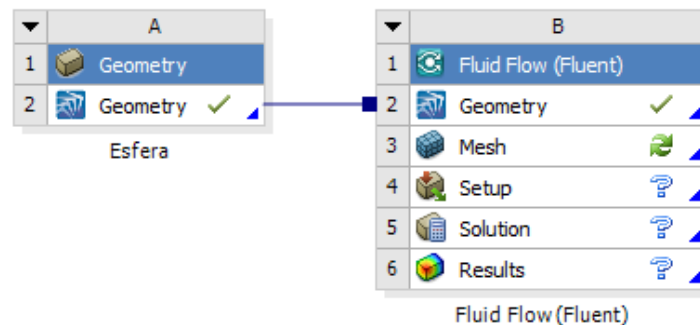 A
1 Geometry
2 Geometry
Esfera
B
1 Fluid Flow (Fluent)
2 Geometry
3 Mesh
4 Setup
5 Solution
6 Results
Fluid Flow (Fluent)